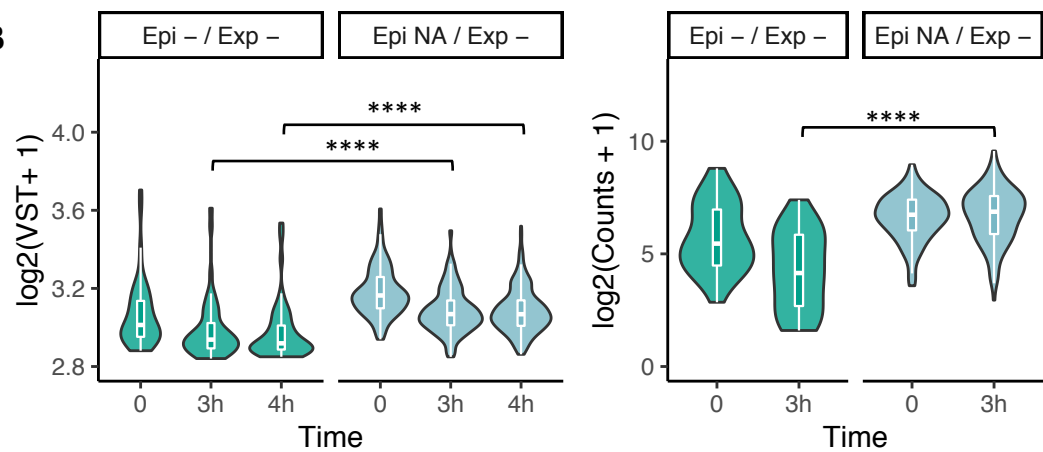 B
Epi – / Exp –
Epi NA / Exp –
log2(VST+ 1)
4.0
3.6
3.2
2.8
****
****
0
3h
4h
0
3h
4h
Time
Epi – / Exp –
Epi NA / Exp –
log2(Counts + 1)
10
5
0
****
0
3h
0
3h
Time